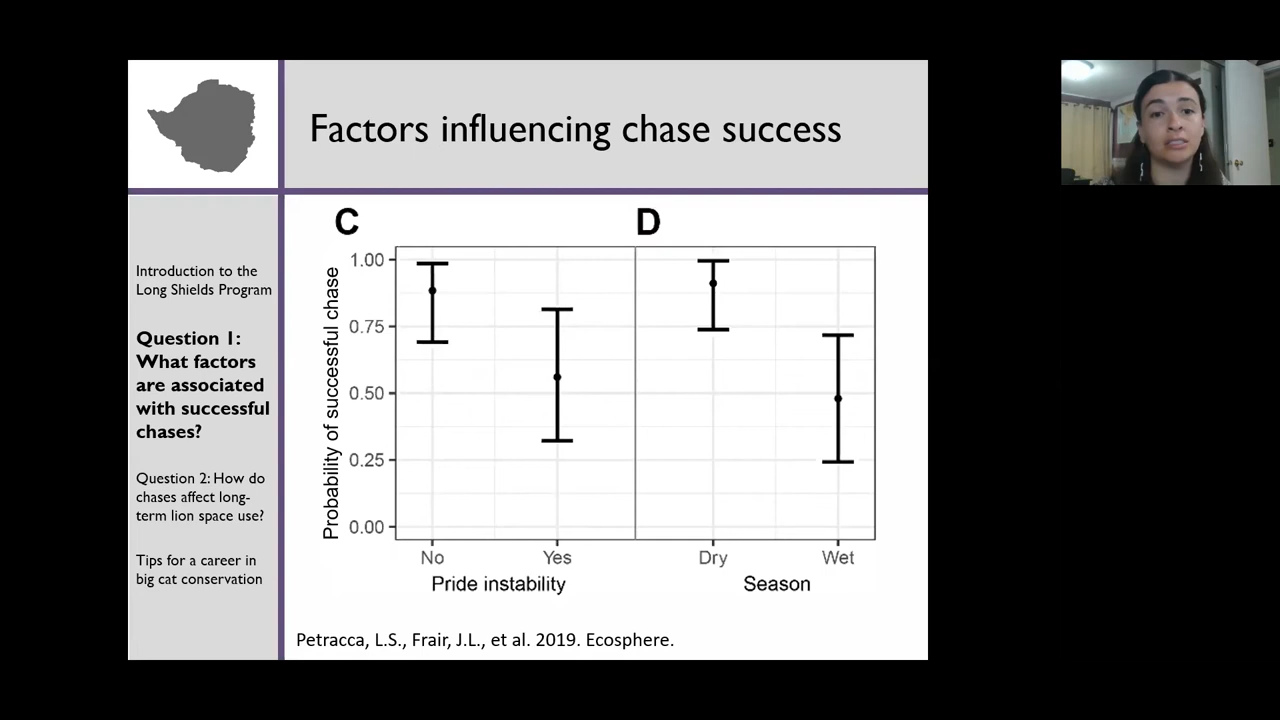 Factors influencing chase success
Introduction to the
Long Shields Program
Question 1:
What factors
are associated
with successful
chases?
Question 2: How do
chases affect long-
term lion space use?
Tips for a career in
big cat conservation
C
D
Probability of successful chase
1.00
0.75
0.50
0.25
0.00
No
Yes
Dry
Wet
Pride instability
Season
Petracca, L.S., Frair, J.L., et al. 2019. Ecosphere.